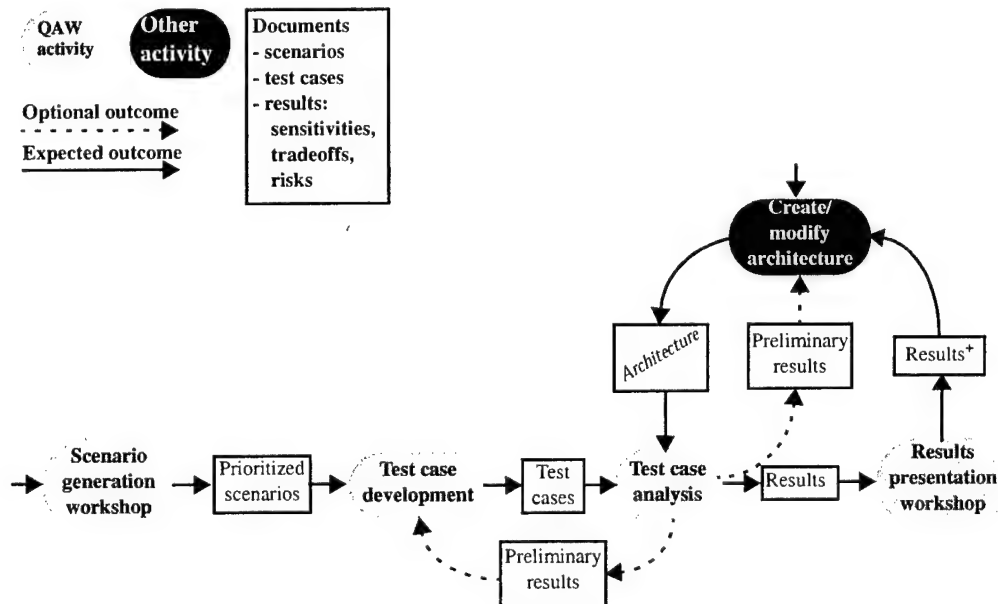 QAW
activity
Other
activity
Documents
- scenarios
- test cases
- results:
sensitivities,
tradeoffs,
risks
Optional outcome
Expected outcome
Create/
modify
architecture
Architecture
Preliminary
results
Results+
Scenario
generation
workshop
Prioritized
scenarios
Test case
development
Test
cases
Test case
analysis
Results
Results
presentation
workshop
Preliminary
results